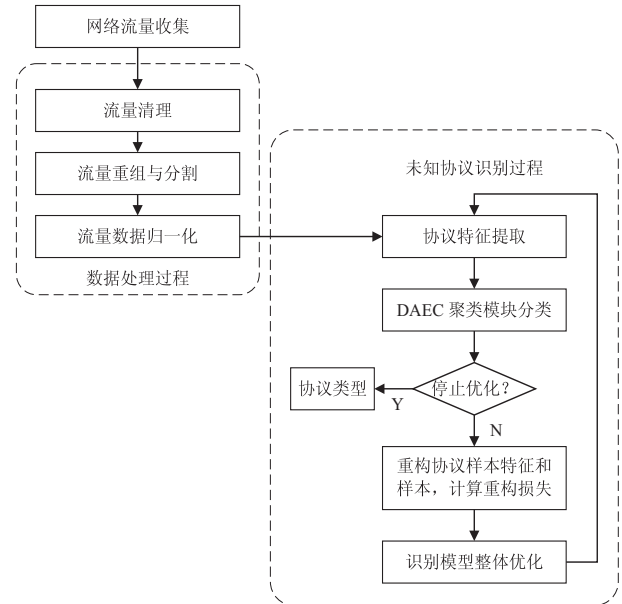 网络流量收集
流量清理
流量重组与分割
流量数据归一化
数据处理过程
未知协议识别过程
协议特征提取
DAEC 聚类模块分类
停止优化？
协议类型
Y
N
重构协议样本特征和
样本，计算重构损失
识别模型整体优化